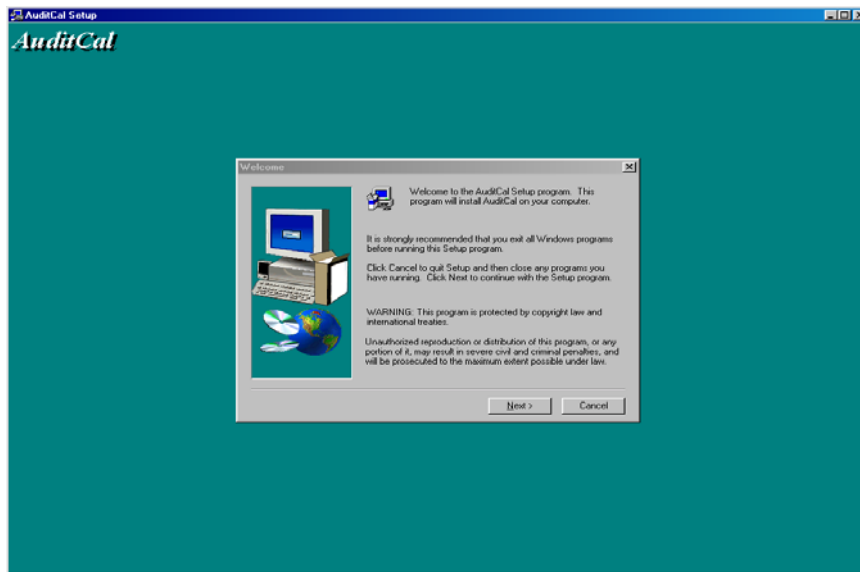 AuditCal Setup
AuditCal
Welcome
Welcome to the AuditCal Setup program. This
program will install AuditCal on your computer.
It is strongly recommended that you exit all Windows programs
before running this Setup program.
Click Cancel to quit Setup and then close any programs you
have running. Click Next to continue with the Setup program.
WARNING: This program is protected by copyright law and
international treaties.
Unauthorized reproduction or distribution of this program, or any
portion of it, may result in severe civil and criminal penalties, and
will be prosecuted to the maximum extent possible under law.
Next > Cancel